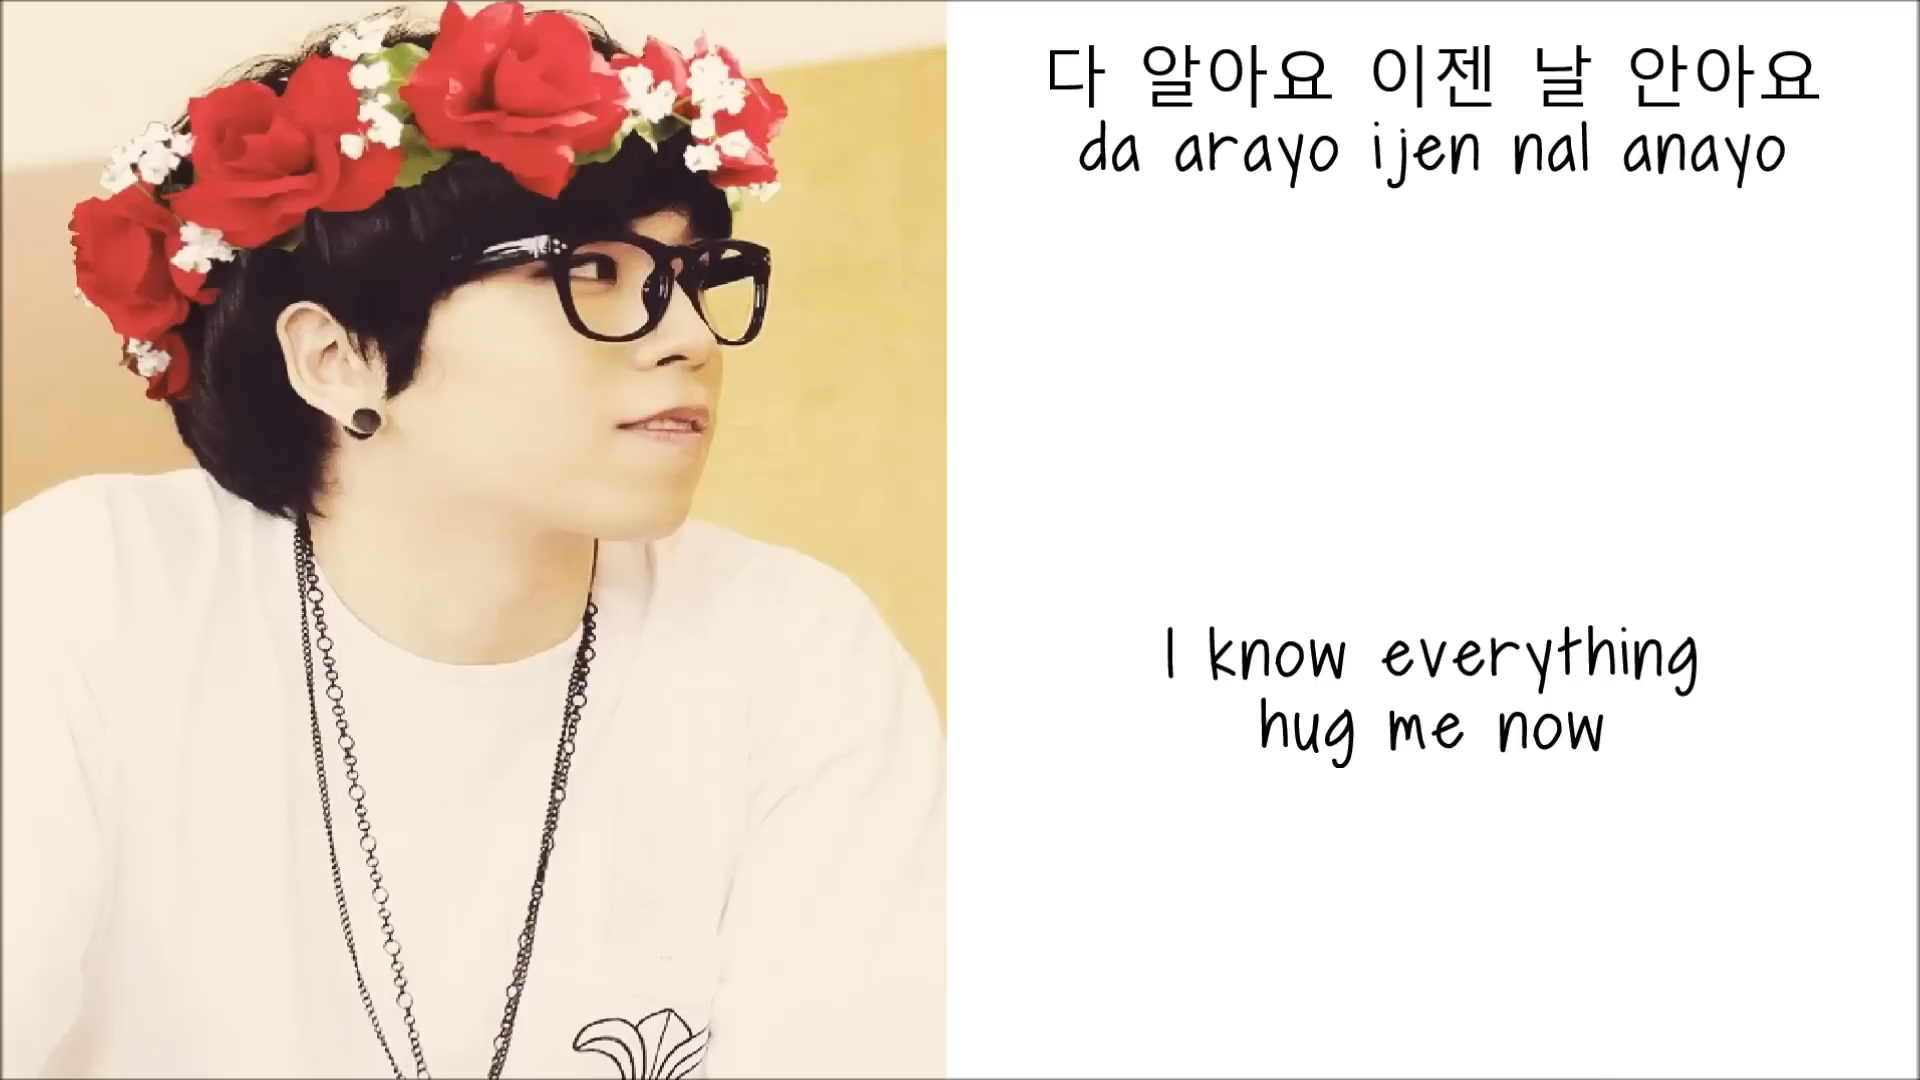 다 알아요 이젠 날 안아요
da arayo ijen nal anayo
I know everything
hug me now